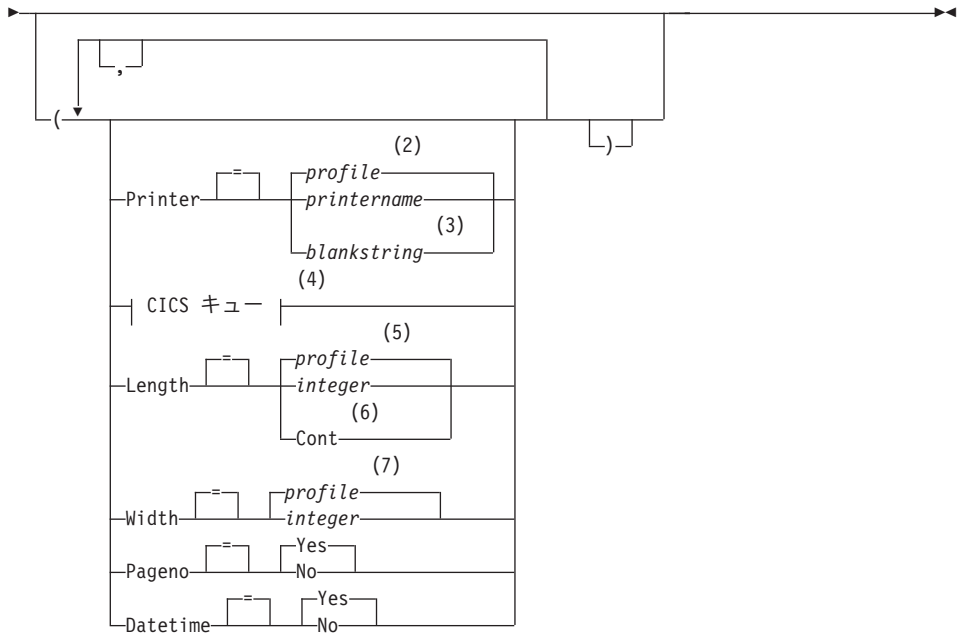 ,
(
)
(2)
Printer = profile
printername
(3)
blankstring
(4)
CICS キュー
(5)
Length = profile
integer
(6)
Cont
(7)
Width = profile
integer
Pageno = Yes
No
Datetime = Yes
No